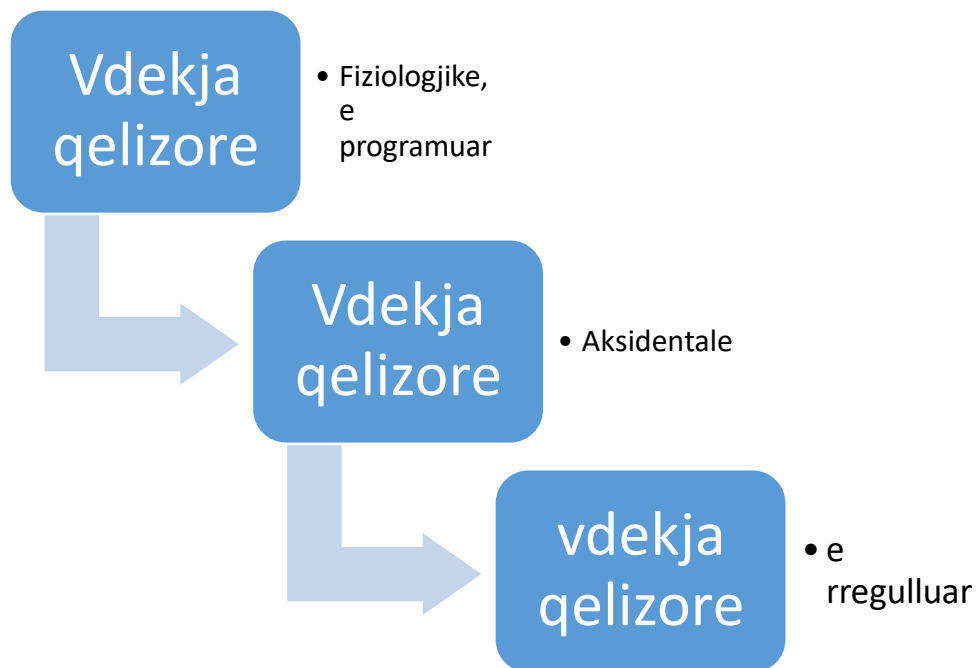 Vdekja
qelizore
• Fiziologjike,
e
programuar
Vdekja
qelizore
• Aksidentale
vdekja
qelizore
• e
rregulluar